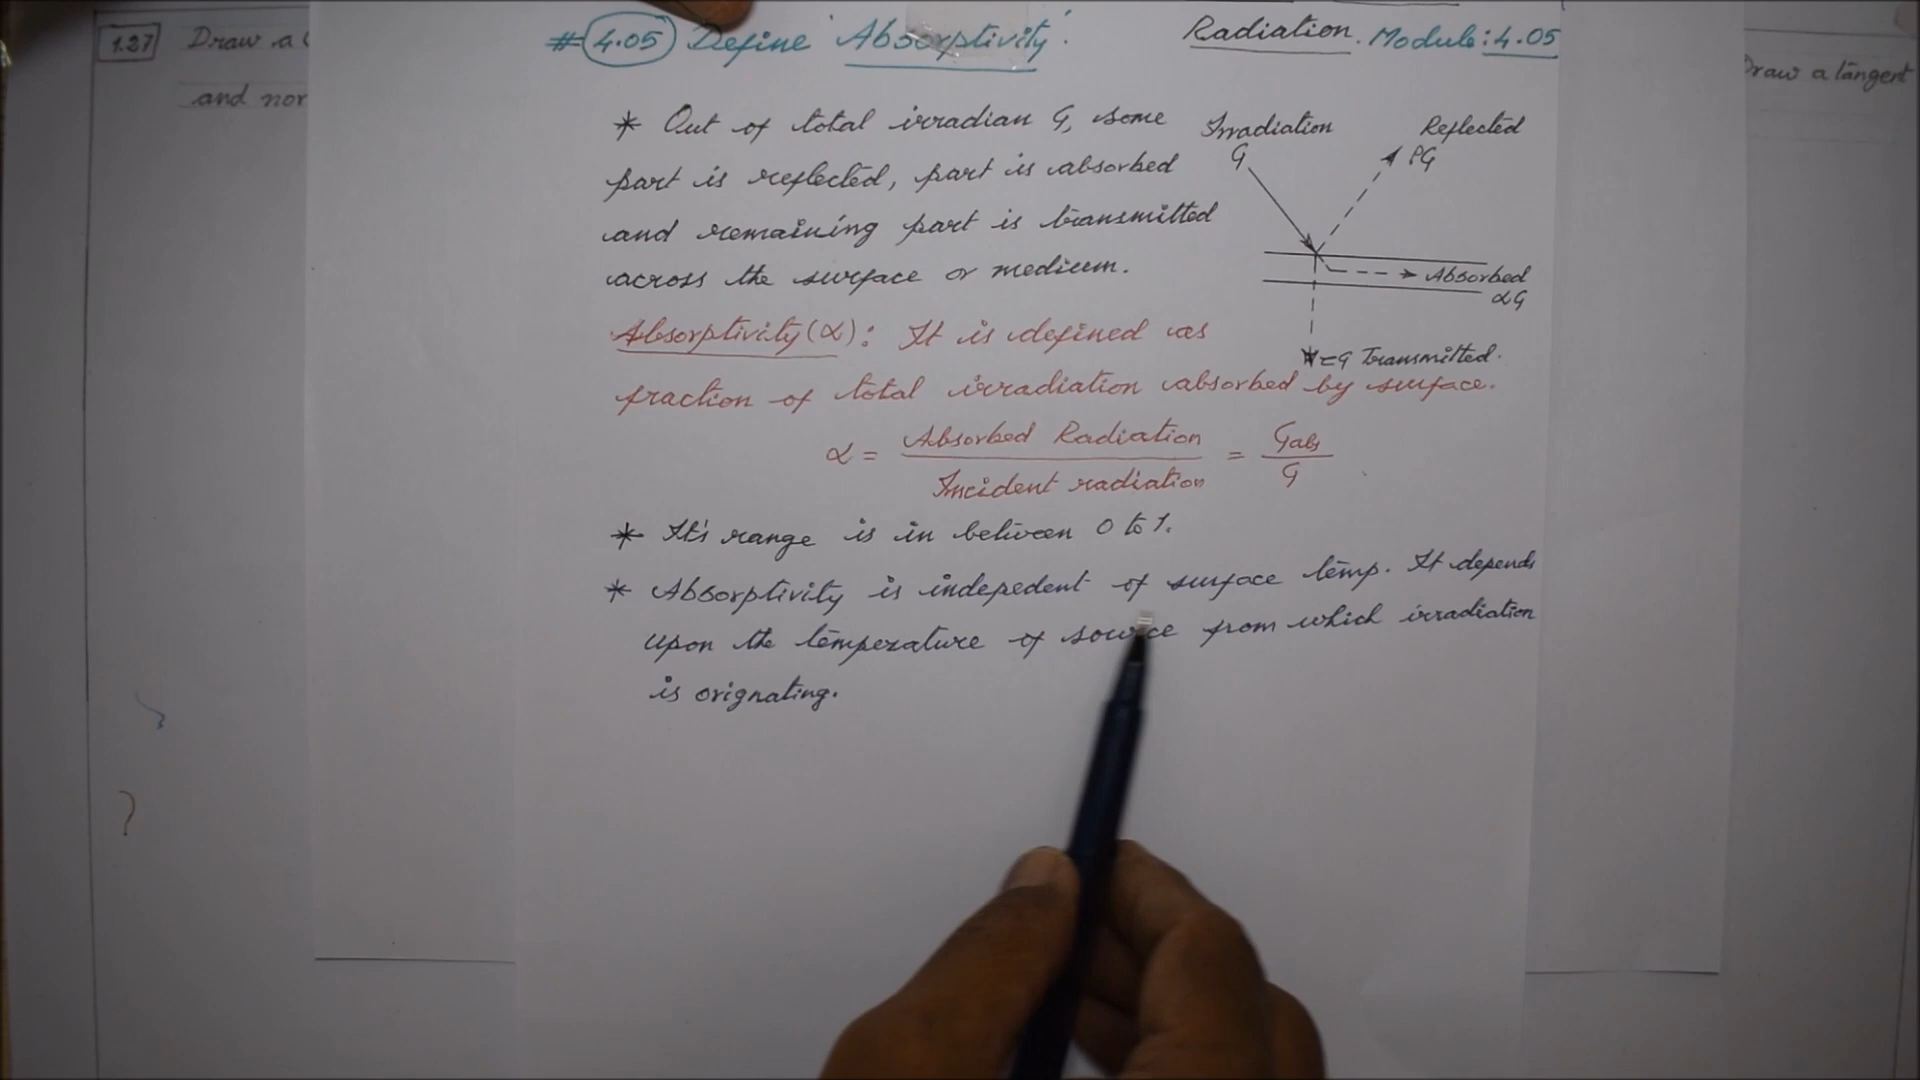 1.27 Draw a
and nor
Draw a tangent
# 4.05 Define 'Absorptivity'.
Radiation. Module: 4.05
* Out of total irradian G, some
part is reflected, part is absorbed
and remaining part is transmitted
across the surface or medium.
Irradiation
G
Reflected
ρG
Absorbed
αG
τG Transmitted.
Absorptivity (α): It is defined as
fraction of total irradiation absorbed by surface.
α = Absorbed Radiation / Incident radiation = Gabs / G
* It's range is in between 0 to 1.
* Absorptivity is indepedent of surface temp. It depends
upon the temperature of source from which irradiation
is orignating.